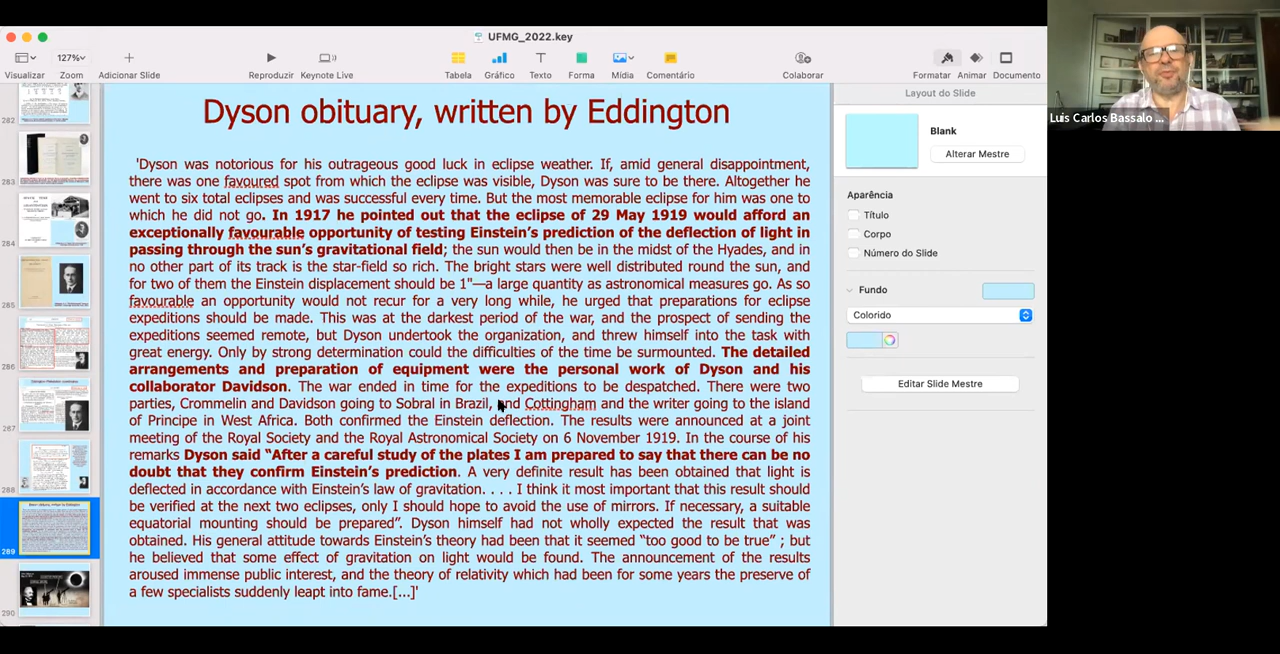 UFMG_2022.key
127%
Visualizar
Zoom
Adicionar Slide
Reproduzir
Keynote Live
Tabela
Gráfico
Texto
Forma
Mídia
Comentário
Colaborar
Formatar
Animar
Documento
282
283
284
285
286
287
288
289
290
Dyson obituary, written by Eddington
'Dyson was notorious for his outrageous good luck in eclipse weather. If, amid general disappointment,
there was one favoured spot from which the eclipse was visible, Dyson was sure to be there. Altogether he
went to six total eclipses and was successful every time. But the most memorable eclipse for him was one to
which he did not go. In 1917 he pointed out that the eclipse of 29 May 1919 would afford an
exceptionally favourable opportunity of testing Einstein's prediction of the deflection of light in
passing through the sun's gravitational field; the sun would then be in the midst of the Hyades, and in
no other part of its track is the star-field so rich. The bright stars were well distributed round the sun, and
for two of them the Einstein displacement should be 1"—a large quantity as astronomical measures go. As so
favourable an opportunity would not recur for a very long while, he urged that preparations for eclipse
expeditions should be made. This was at the darkest period of the war, and the prospect of sending the
expeditions seemed remote, but Dyson undertook the organization, and threw himself into the task with
great energy. Only by strong determination could the difficulties of the time be surmounted. The detailed
arrangements and preparation of equipment were the personal work of Dyson and his
collaborator Davidson. The war ended in time for the expeditions to be despatched. There were two
parties, Crommelin and Davidson going to Sobral in Brazil, and Cottingham and the writer going to the island
of Principe in West Africa. Both confirmed the Einstein deflection. The results were announced at a joint
meeting of the Royal Society and the Royal Astronomical Society on 6 November 1919. In the course of his
remarks Dyson said “After a careful study of the plates I am prepared to say that there can be no
doubt that they confirm Einstein's prediction. A very definite result has been obtained that light is
deflected in accordance with Einstein's law of gravitation. . . . I think it most important that this result should
be verified at the next two eclipses, only I should hope to avoid the use of mirrors. If necessary, a suitable
equatorial mounting should be prepared”. Dyson himself had not wholly expected the result that was
obtained. His general attitude towards Einstein's theory had been that it seemed “too good to be true” ; but
he believed that some effect of gravitation on light would be found. The announcement of the results
aroused immense public interest, and the theory of relativity which had been for some years the preserve of
a few specialists suddenly leapt into fame.[...]'
Layout do Slide
Blank
Alterar Mestre
Aparência
Título
Corpo
Número do Slide
Fundo
Colorido
Editar Slide Mestre
Luis Carlos Bassalo ...